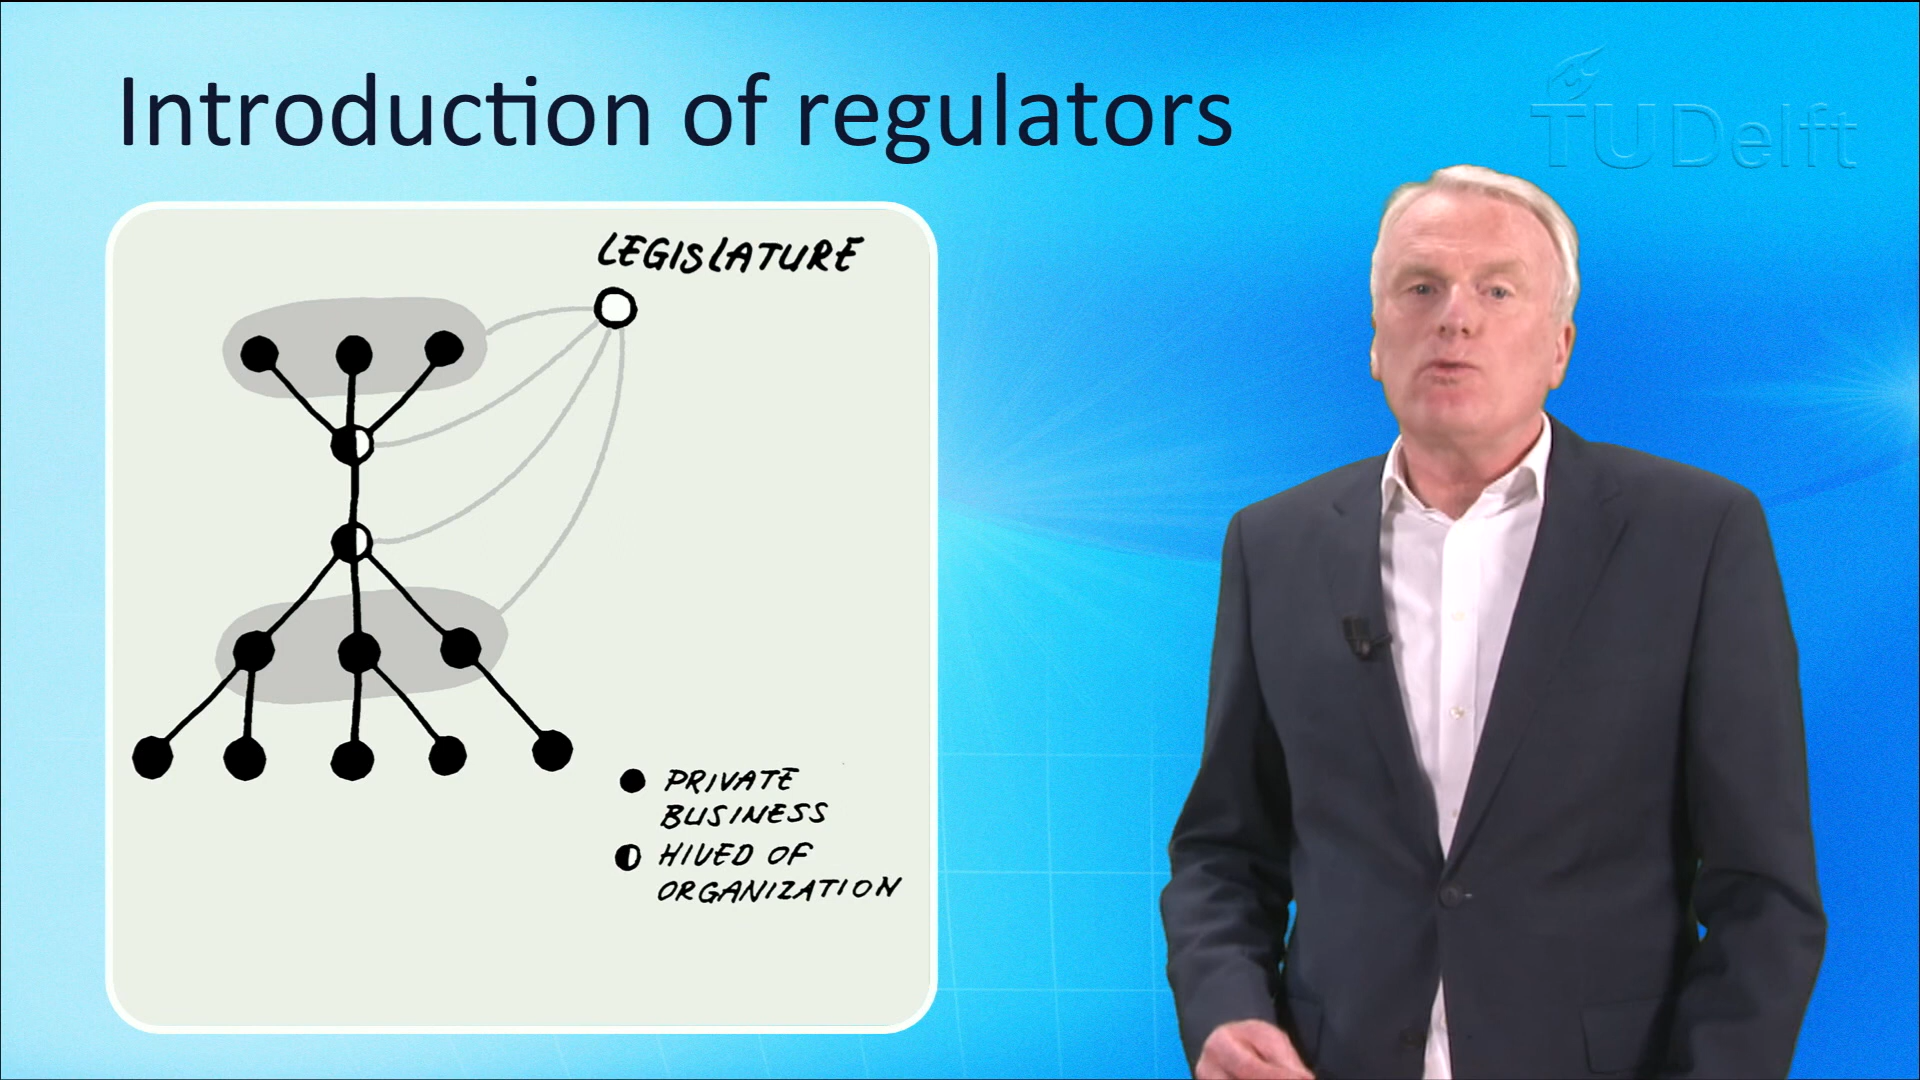 Introduction of regulators
TUDelft
LEGISLATURE
PRIVATE
BUSINESS
HIVED OF
ORGANIZATION